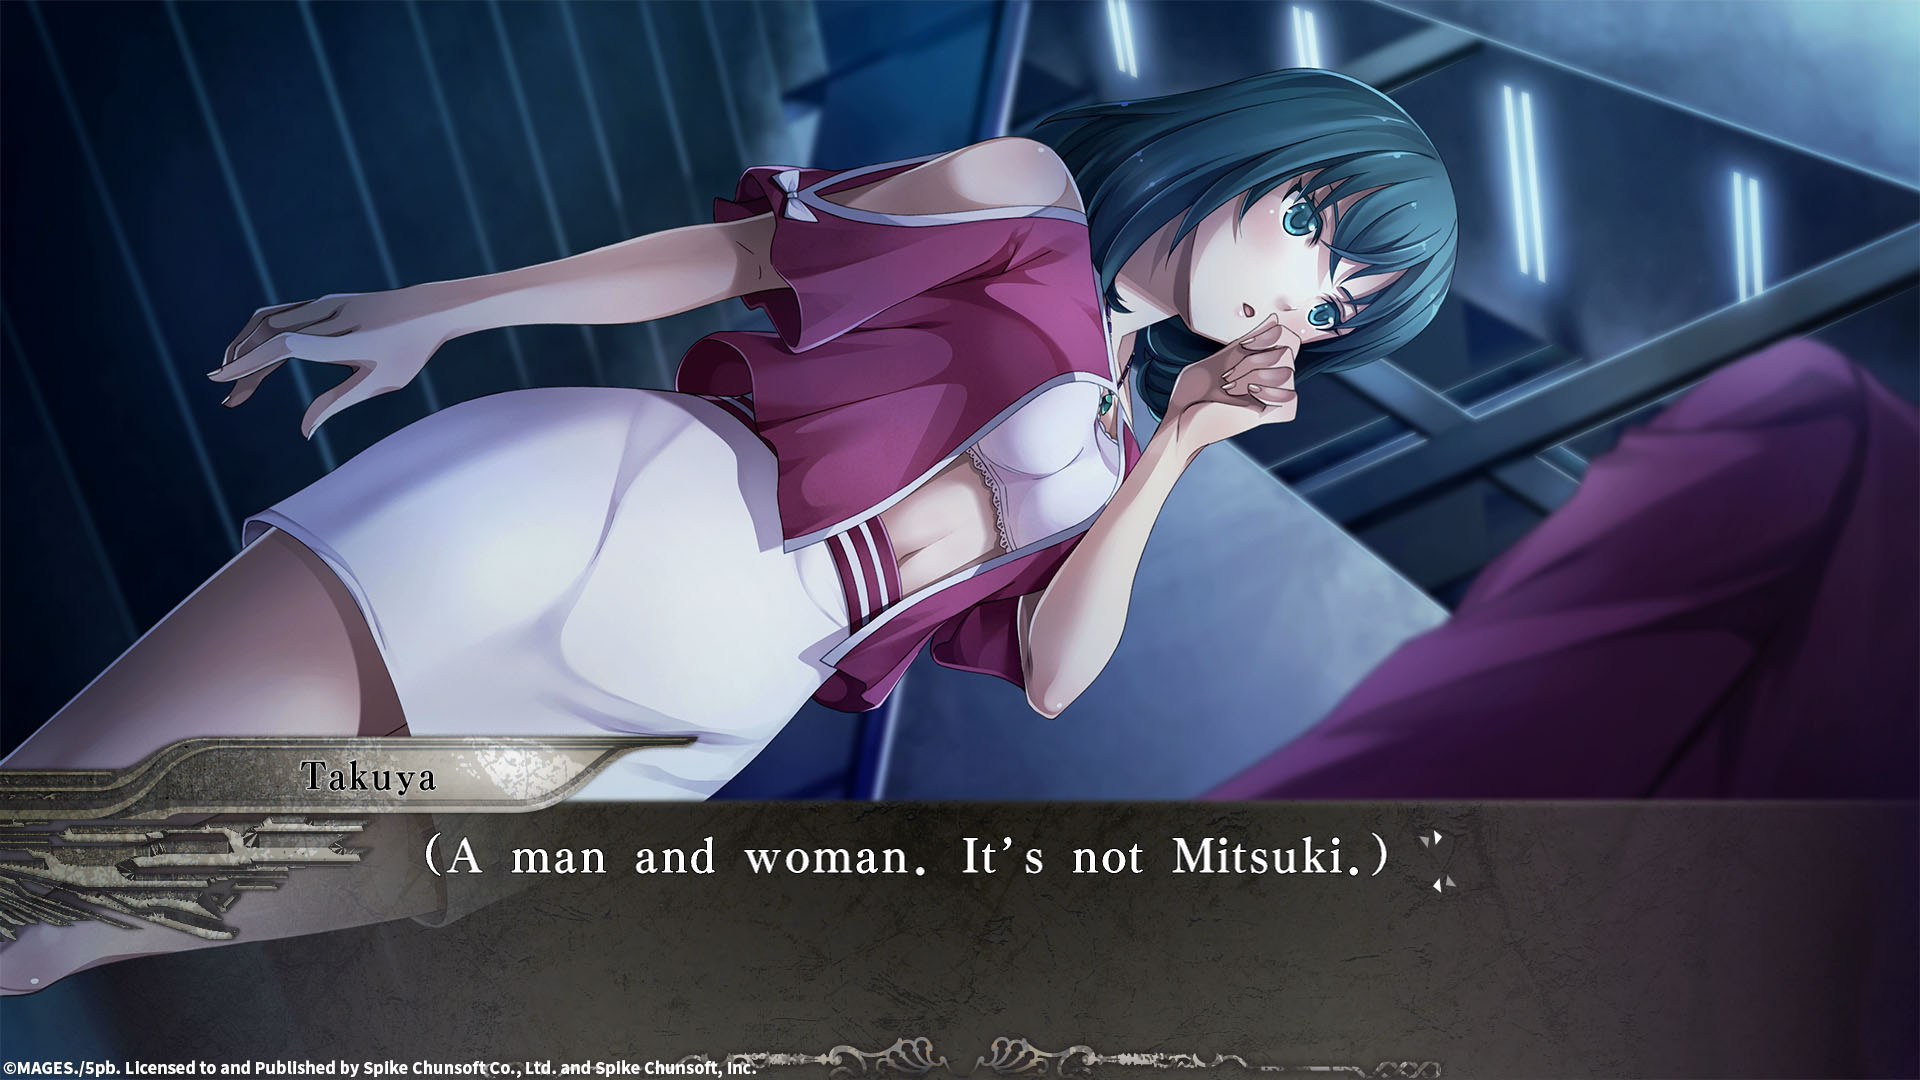 Takuya
(A man and woman. It's not Mitsuki.)
©MAGES./5pb. Licensed to and Published by Spike Chunsoft Co., Ltd. and Spike Chunsoft, Inc.